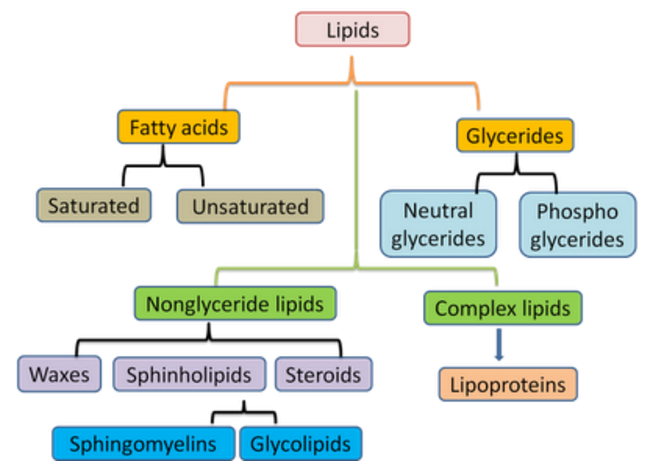 Lipids
Fatty acids
Glycerides
Saturated
Unsaturated
Neutral
glycerides
Phospho
glycerides
Nonglyceride lipids
Complex lipids
Waxes
Sphinholipids
Steroids
Lipoproteins
Sphingomyelins
Glycolipids